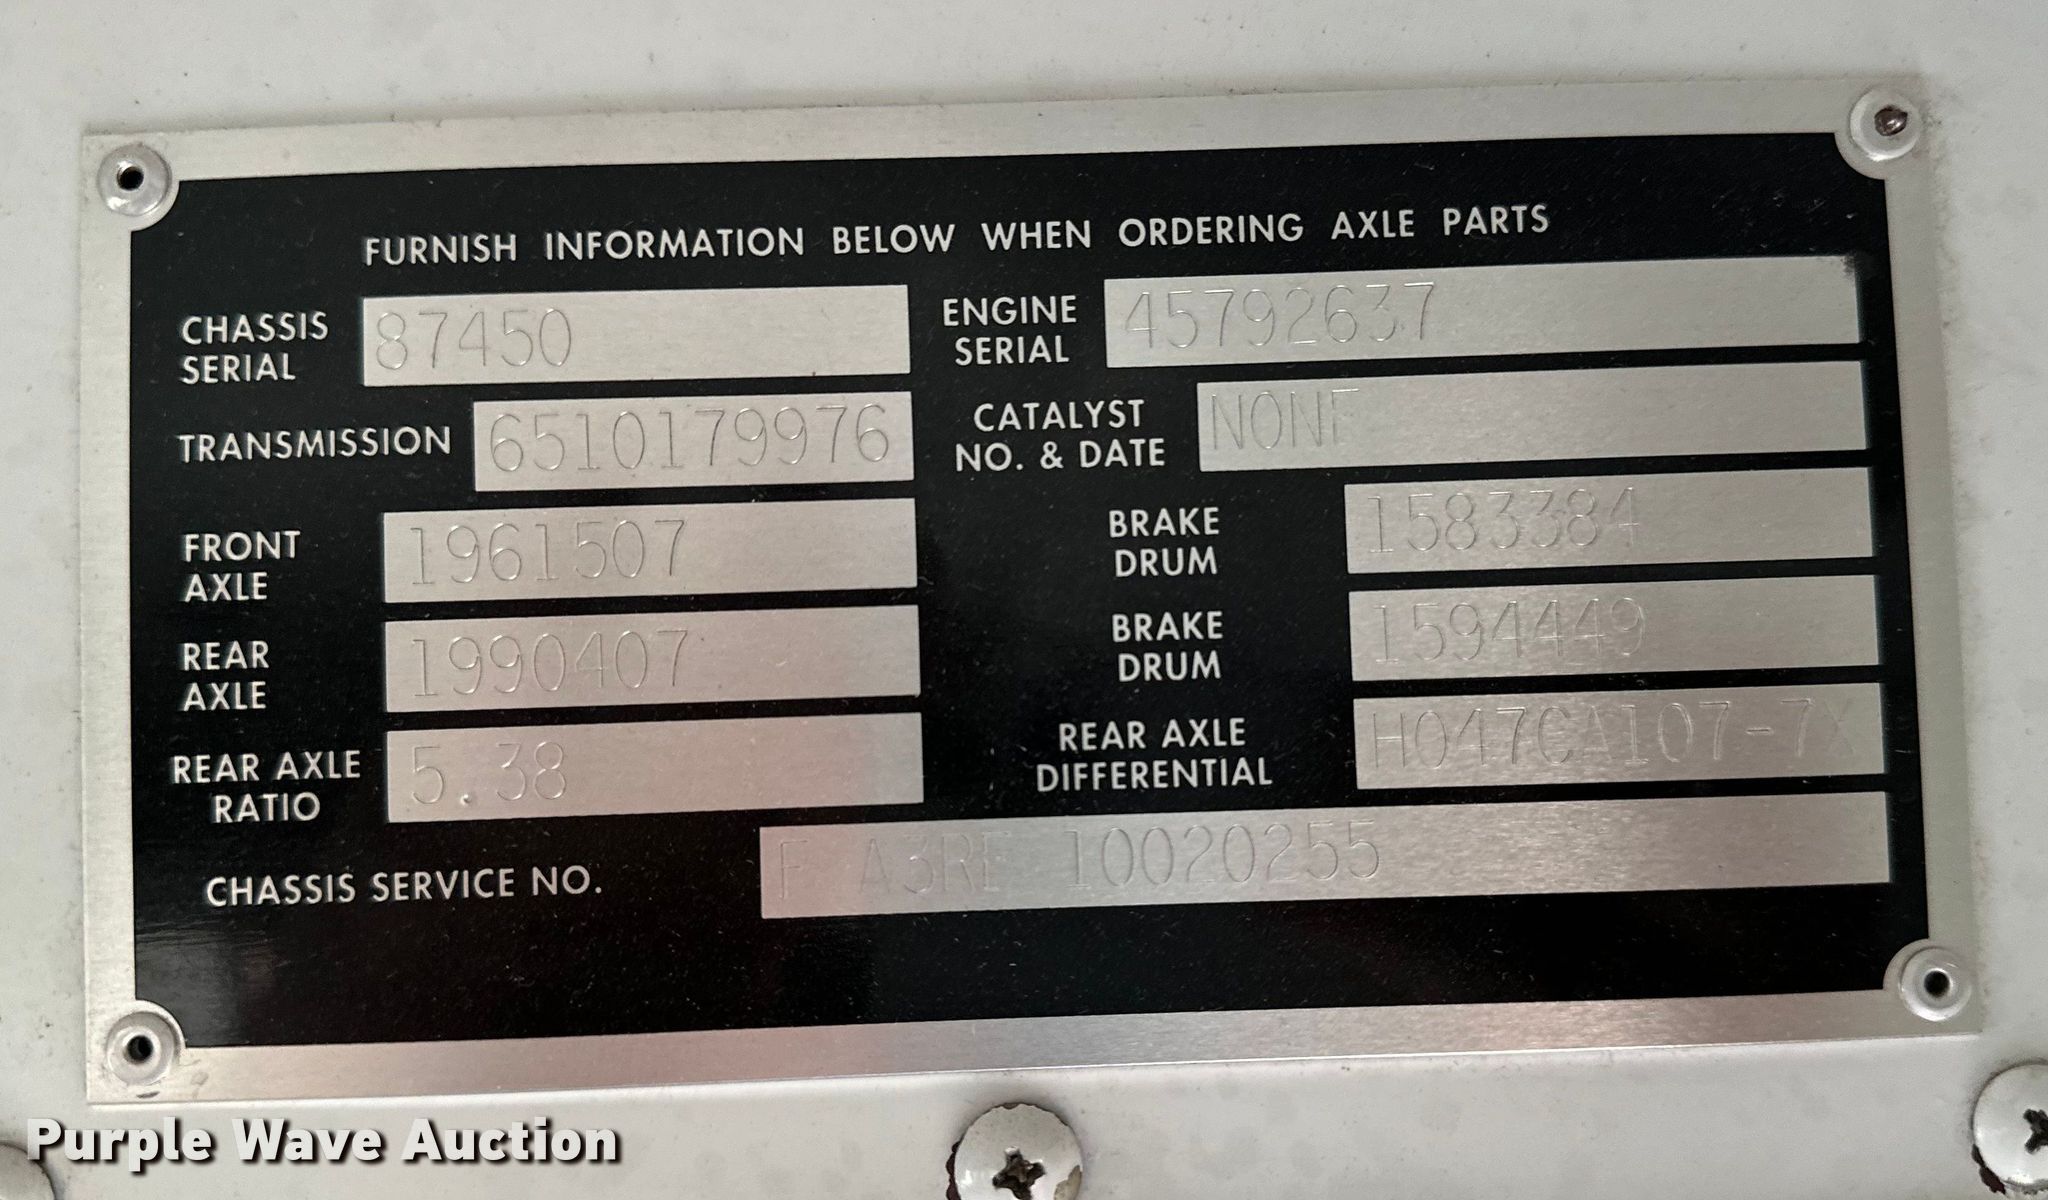 FURNISH INFORMATION BELOW WHEN ORDERING AXLE PARTS
CHASSIS SERIAL 87450
ENGINE SERIAL 45792637
TRANSMISSION 6510179976
CATALYST NO. & DATE NONE
FRONT AXLE 1961507
BRAKE DRUM 1583384
REAR AXLE 1990407
BRAKE DRUM 1594449
REAR AXLE RATIO 5.38
REAR AXLE DIFFERENTIAL H047CA107-7X
CHASSIS SERVICE NO. F A3RE 10020255
Purple Wave Auction